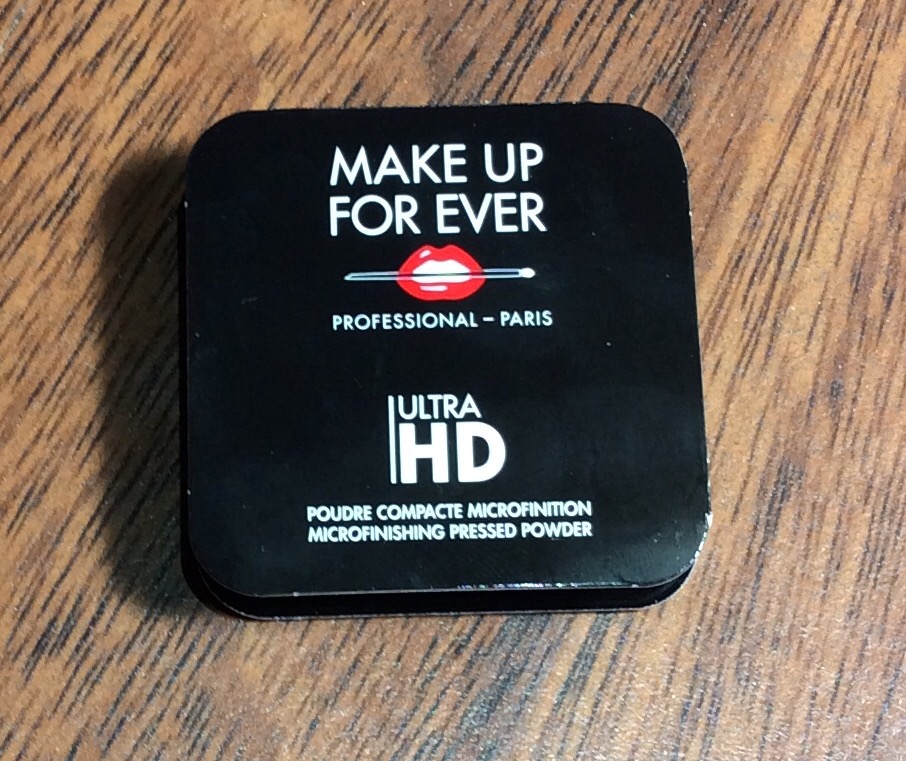 MAKE UP
FOR EVER
PROFESSIONAL – PARIS
ULTRA
HD
POUDRE COMPACTE MICROFINITION
MICROFINISHING PRESSED POWDER